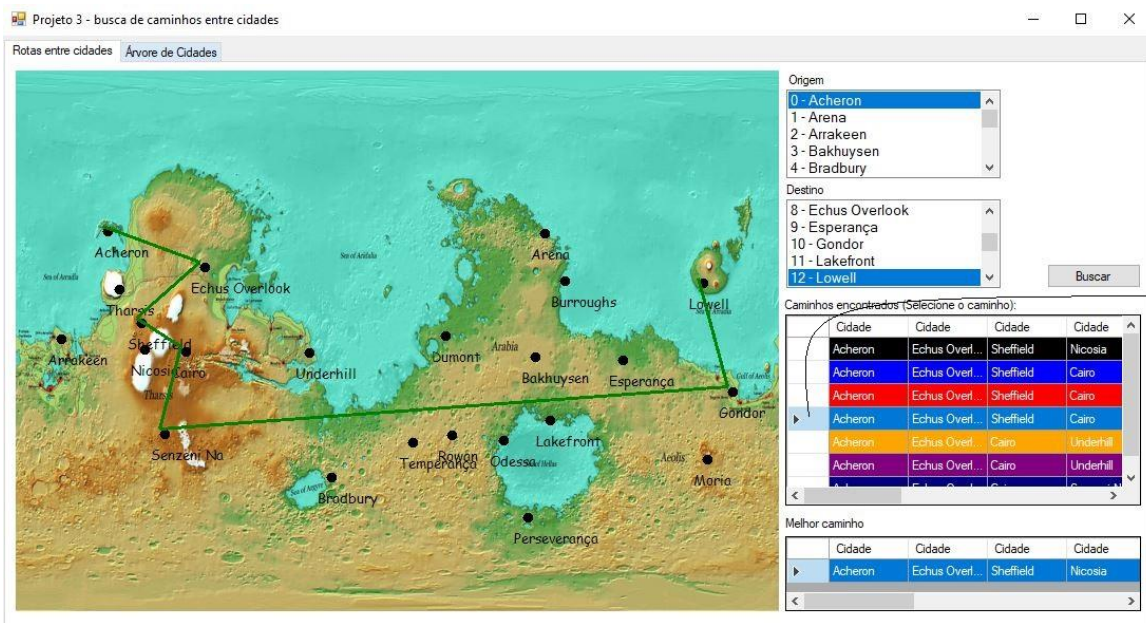 Projeto 3 - busca de caminhos entre cidades
Rotas entre cidades Árvore de Cidades
Origem
0 - Acheron
1 - Arena
2 - Arrakeen
3 - Bakhuysen
4 - Bradbury
Destino
8 - Echus Overlook
9 - Esperança
10 - Gondor
11 - Lakefront
12 - Lowell
Buscar
Caminhos encontrados (Selecione o caminho):
Cidade Cidade Cidade Cidade
Acheron Echus Overl... Sheffield Nicosia
Acheron Echus Overl... Sheffield Cairo
Acheron Echus Overl... Sheffield Cairo
Acheron Echus Overl... Sheffield Cairo
Acheron Echus Overl... Cairo Underhill
Acheron Echus Overl... Cairo Underhill
Melhor caminho
Cidade Cidade Cidade Cidade
Acheron Echus Overl... Sheffield Nicosia
Acheron
Arena
Echus Overlook
Burroughs
Lowell
Tharsis
Sheffield
Arrakeen
Nicosia
Cairo
Underhill
Dumont
Arabia
Bakhuysen
Esperança
Gondor
Tharsis
Senzeni Na
Lakefront
Rowan
Temperança
Odessa
Aeolis
Moria
Bradbury
Perseverança